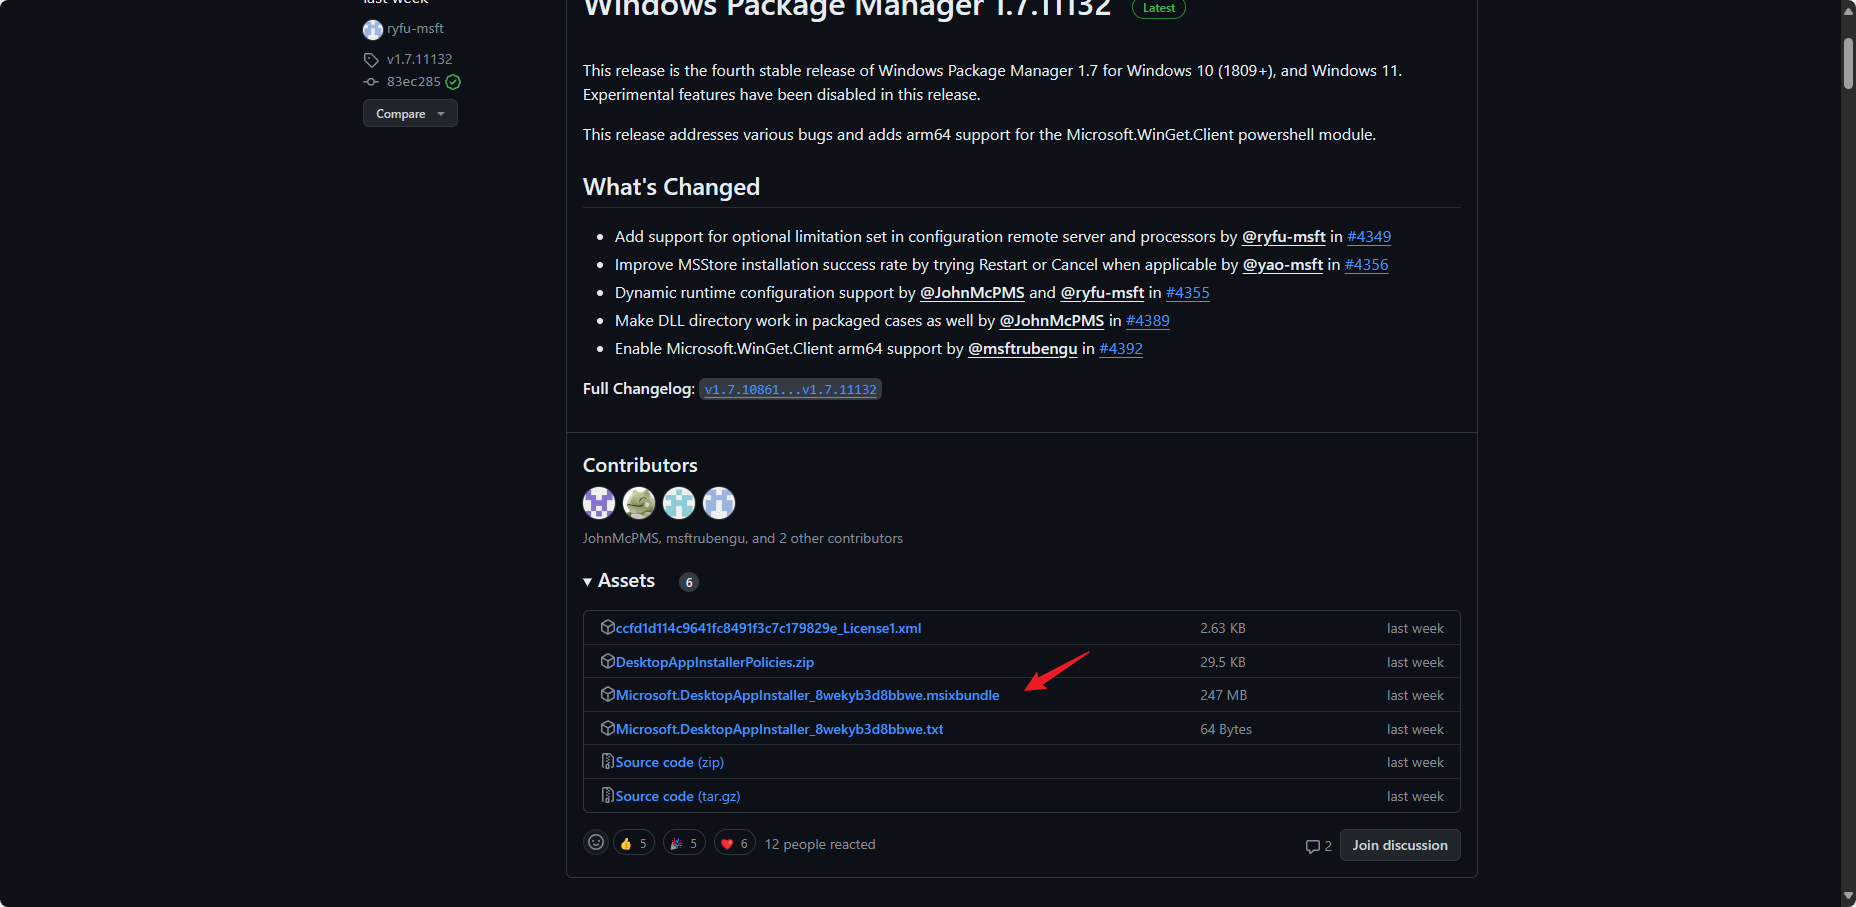 last week
ryfu-msft
v1.7.11132
83ec285
Compare
Windows Package Manager 1.7.11132 Latest
This release is the fourth stable release of Windows Package Manager 1.7 for Windows 10 (1809+), and Windows 11.
Experimental features have been disabled in this release.
This release addresses various bugs and adds arm64 support for the Microsoft.WinGet.Client powershell module.
What's Changed
Add support for optional limitation set in configuration remote server and processors by @ryfu-msft in #4349
Improve MSStore installation success rate by trying Restart or Cancel when applicable by @yao-msft in #4356
Dynamic runtime configuration support by @JohnMcPMS and @ryfu-msft in #4355
Make DLL directory work in packaged cases as well by @JohnMcPMS in #4389
Enable Microsoft.WinGet.Client arm64 support by @msftrubengu in #4392
Full Changelog: v1.7.10861...v1.7.11132
Contributors
JohnMcPMS, msftrubengu, and 2 other contributors
Assets 6
ccfd1d114c9641fc8491f3c7c179829e_License1.xml 2.63 KB last week
DesktopAppInstallerPolicies.zip 29.5 KB last week
Microsoft.DesktopAppInstaller_8wekyb3d8bbwe.msixbundle 247 MB last week
Microsoft.DesktopAppInstaller_8wekyb3d8bbwe.txt 64 Bytes last week
Source code (zip) last week
Source code (tar.gz) last week
5 5 6 12 people reacted 2 Join discussion